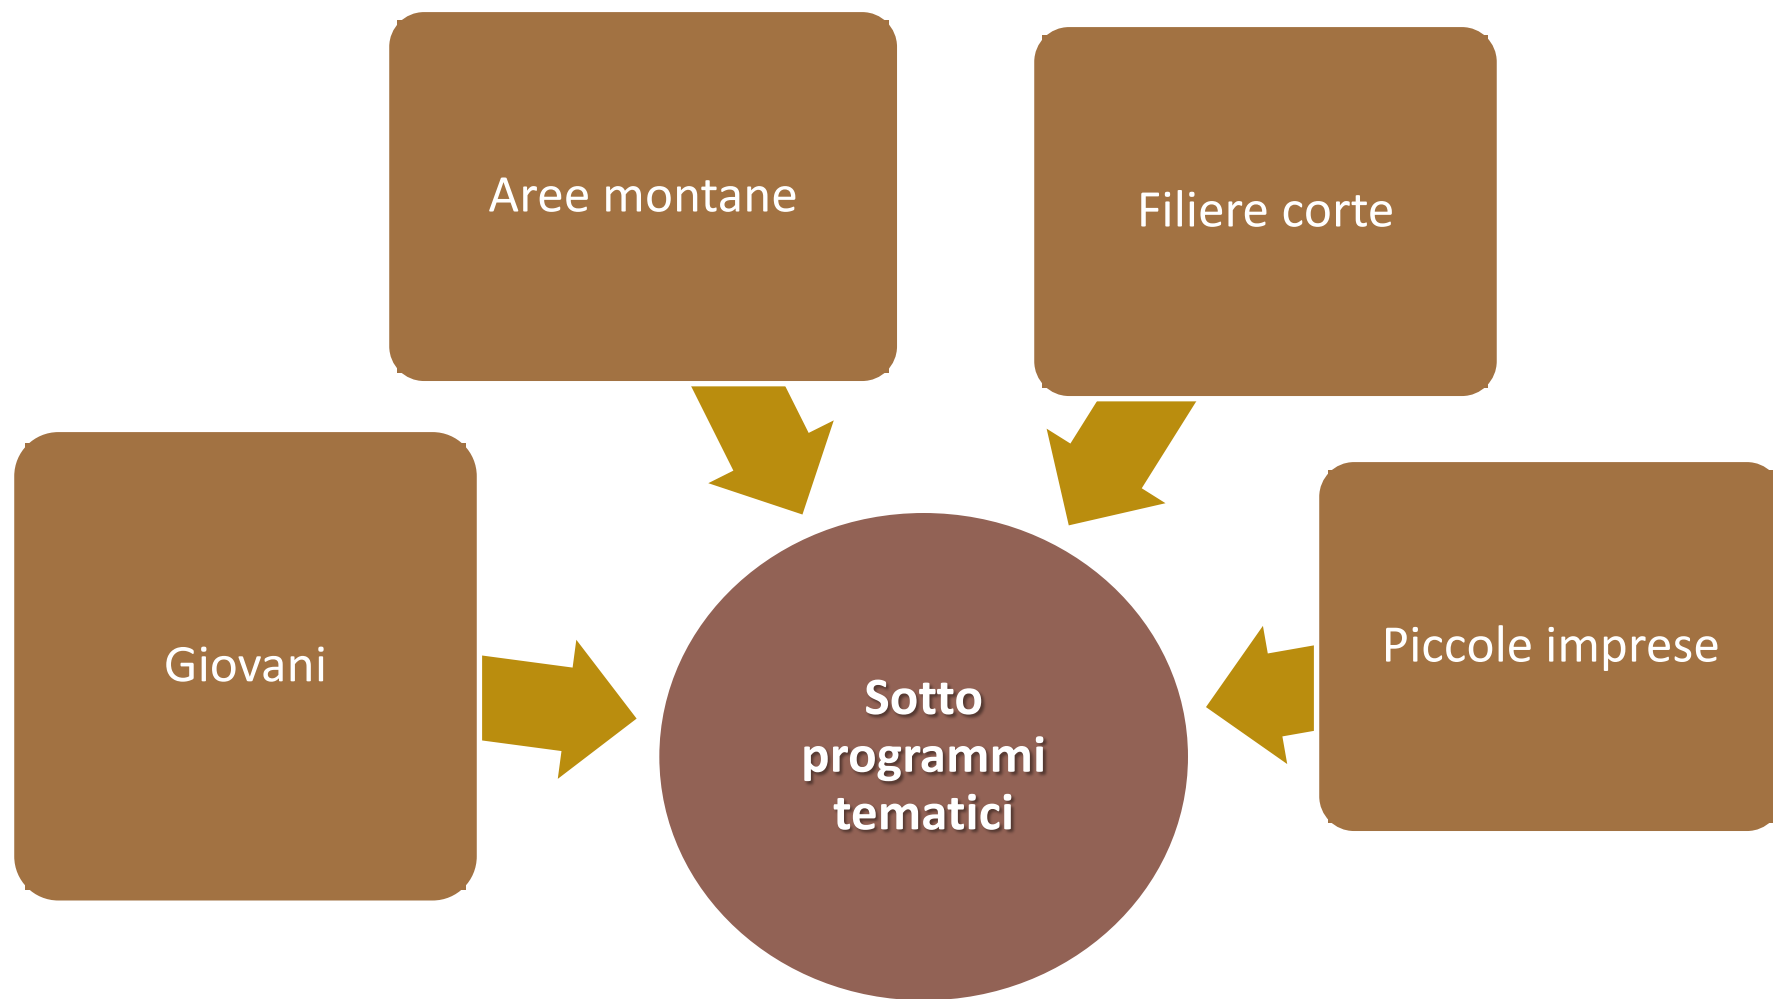 Aree montane
Filiere corte
Giovani
Piccole imprese
Sotto
programmi
tematici